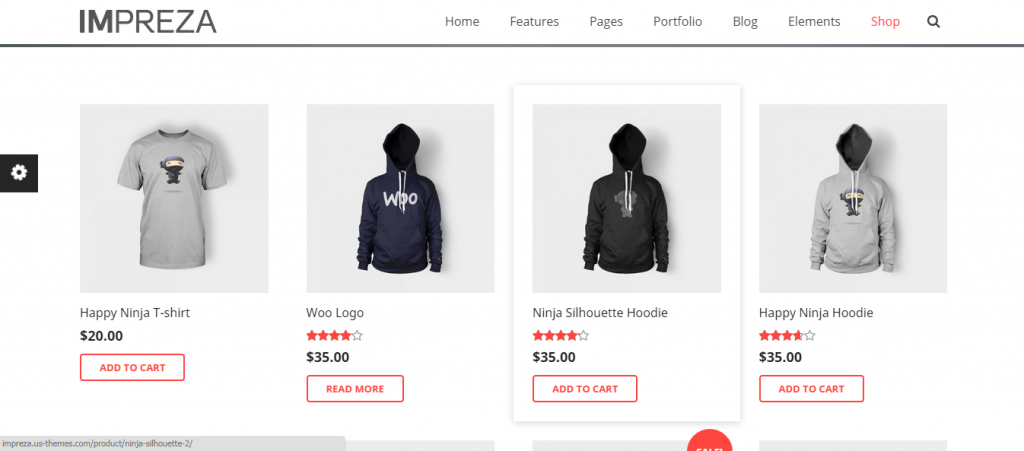 IMPREZA
Home Features Pages Portfolio Blog Elements Shop
Woo
Happy Ninja T-shirt
$20.00
ADD TO CART
Woo Logo
$35.00
READ MORE
Ninja Silhouette Hoodie
$35.00
ADD TO CART
Happy Ninja Hoodie
$35.00
ADD TO CART
impreza.us-themes.com/product/ninja-silhouette-2/
SALE!